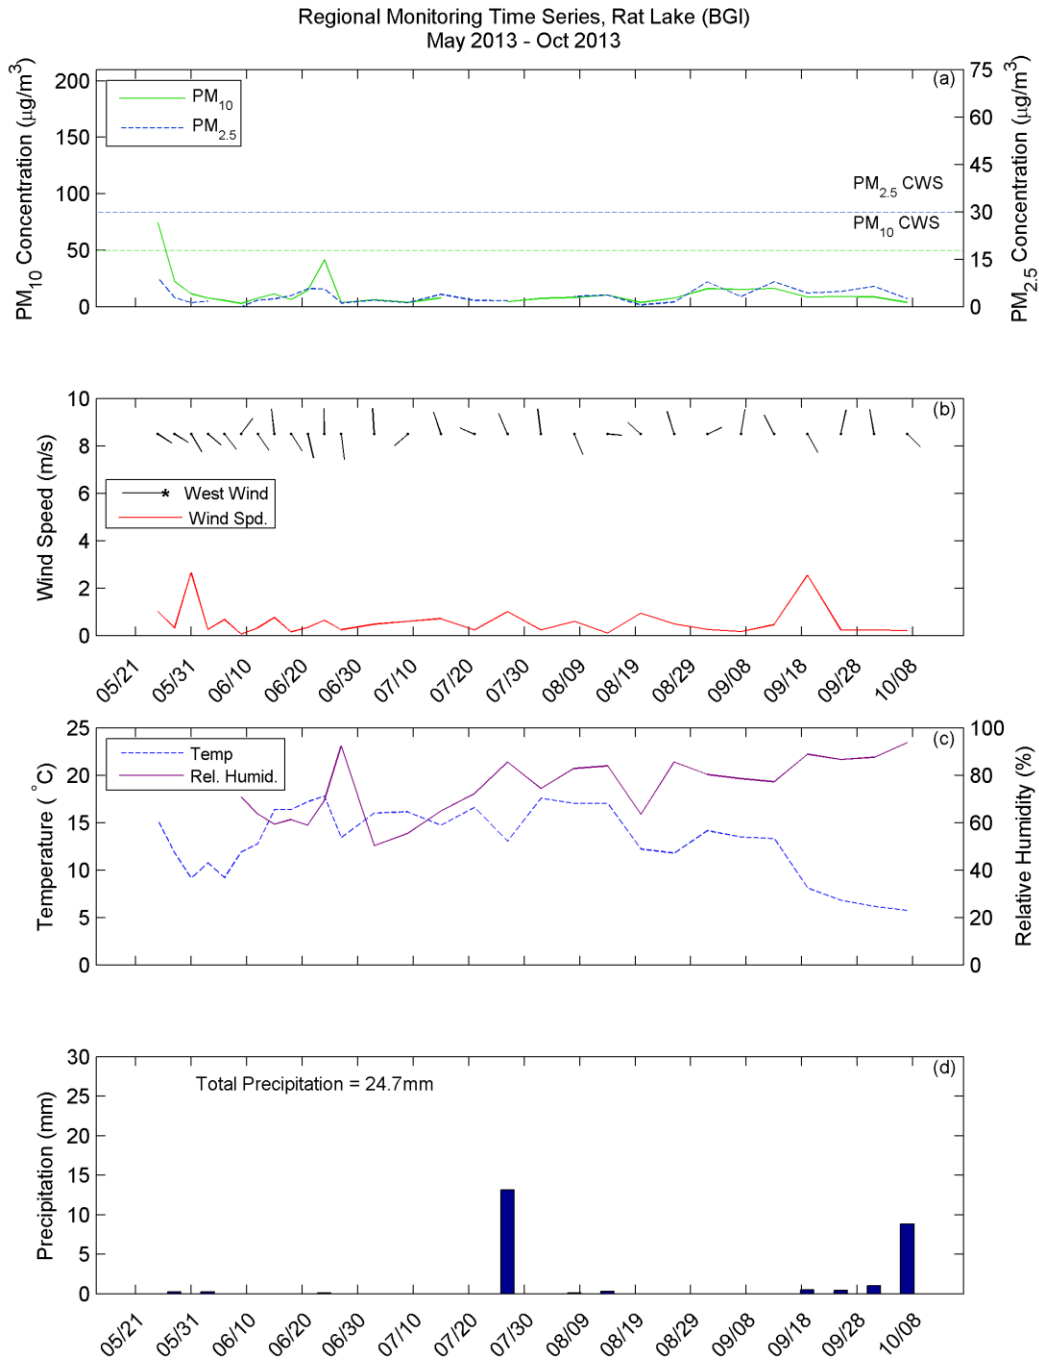 Regional Monitoring Time Series, Rat Lake (BGI)
May 2013 - Oct 2013
PM10 Concentration (μg/m³)
200
150
100
50
0
PM10
PM2.5
(a)
PM2.5 CWS
PM10 CWS
75
60
45
30
15
0
PM2.5 Concentration (μg/m³)
Wind Speed (m/s)
10
8
6
4
2
0
(b)
* West Wind
Wind Spd.
05/21 05/31 06/10 06/20 06/30 07/10 07/20 07/30 08/09 08/19 08/29 09/08 09/18 09/28 10/08
Temperature (°C)
25
20
15
10
5
0
Temp
Rel. Humid.
(c)
100
80
60
40
20
0
Relative Humidity (%)
Precipitation (mm)
30
25
20
15
10
5
0
Total Precipitation = 24.7mm
(d)
05/21 05/31 06/10 06/20 06/30 07/10 07/20 07/30 08/09 08/19 08/29 09/08 09/18 09/28 10/08